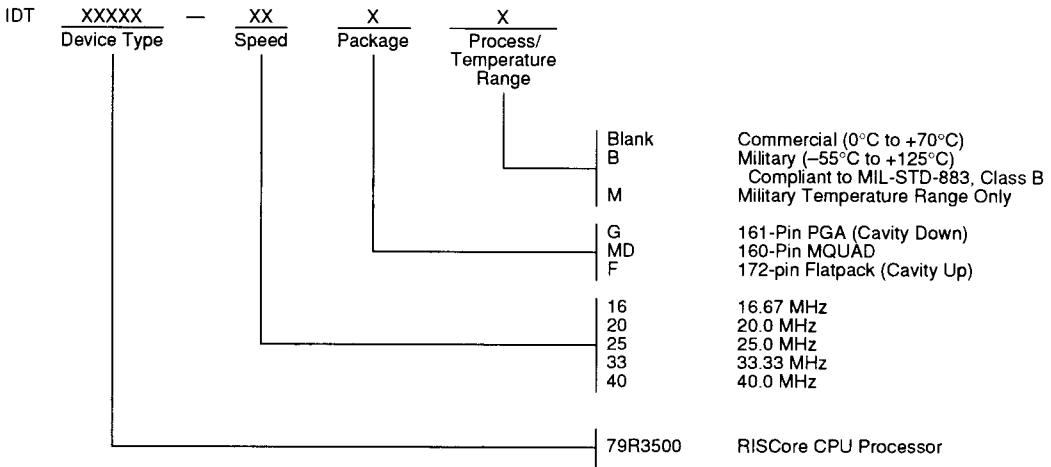 IDT XXXXX — XX X X
Device Type Speed Package Process/
Temperature
Range
Blank Commercial (0°C to +70°C)
B Military (–55°C to +125°C)
Compliant to MIL-STD-883, Class B
M Military Temperature Range Only
G 161-Pin PGA (Cavity Down)
MD 160-Pin MQUAD
F 172-pin Flatpack (Cavity Up)
16 16.67 MHz
20 20.0 MHz
25 25.0 MHz
33 33.33 MHz
40 40.0 MHz
79R3500 RISCore CPU Processor